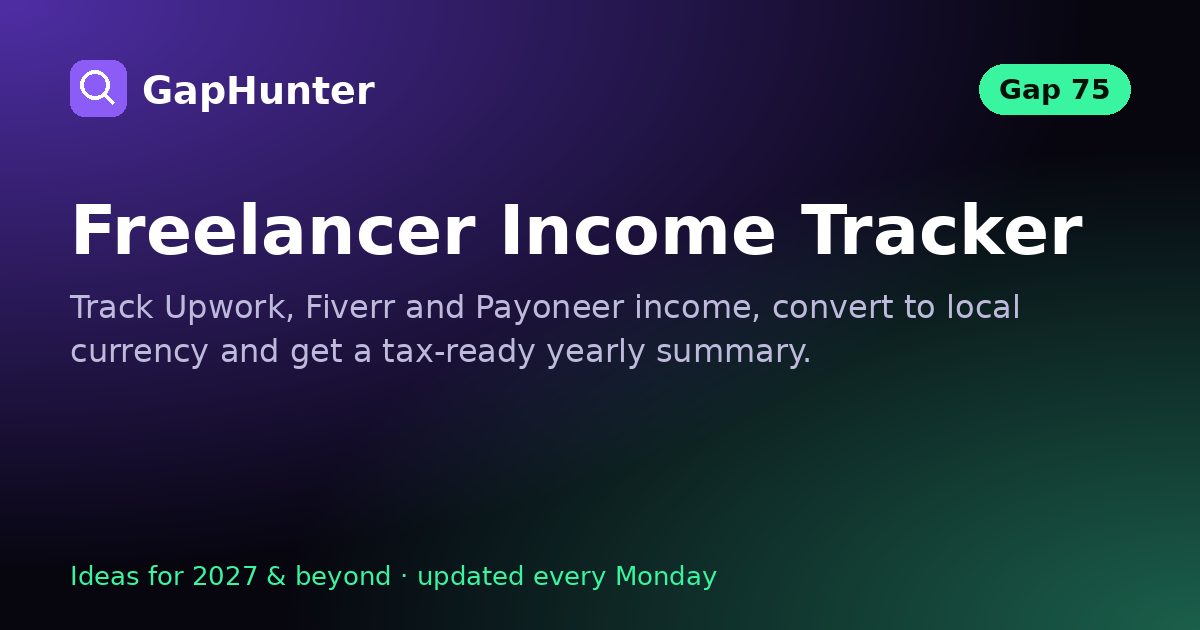 GapHunter
Gap 75
Freelancer Income Tracker
Track Upwork, Fiverr and Payoneer income, convert to local
currency and get a tax-ready yearly summary.
Ideas for 2027 & beyond · updated every Monday